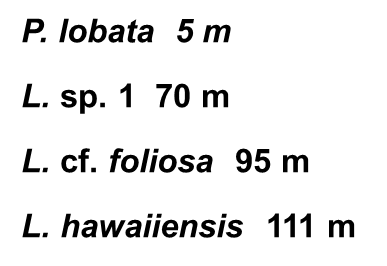 P. lobata 5 m
L. sp. 1 70 m
L. cf. foliosa 95 m
L. hawaiiensis 111 m